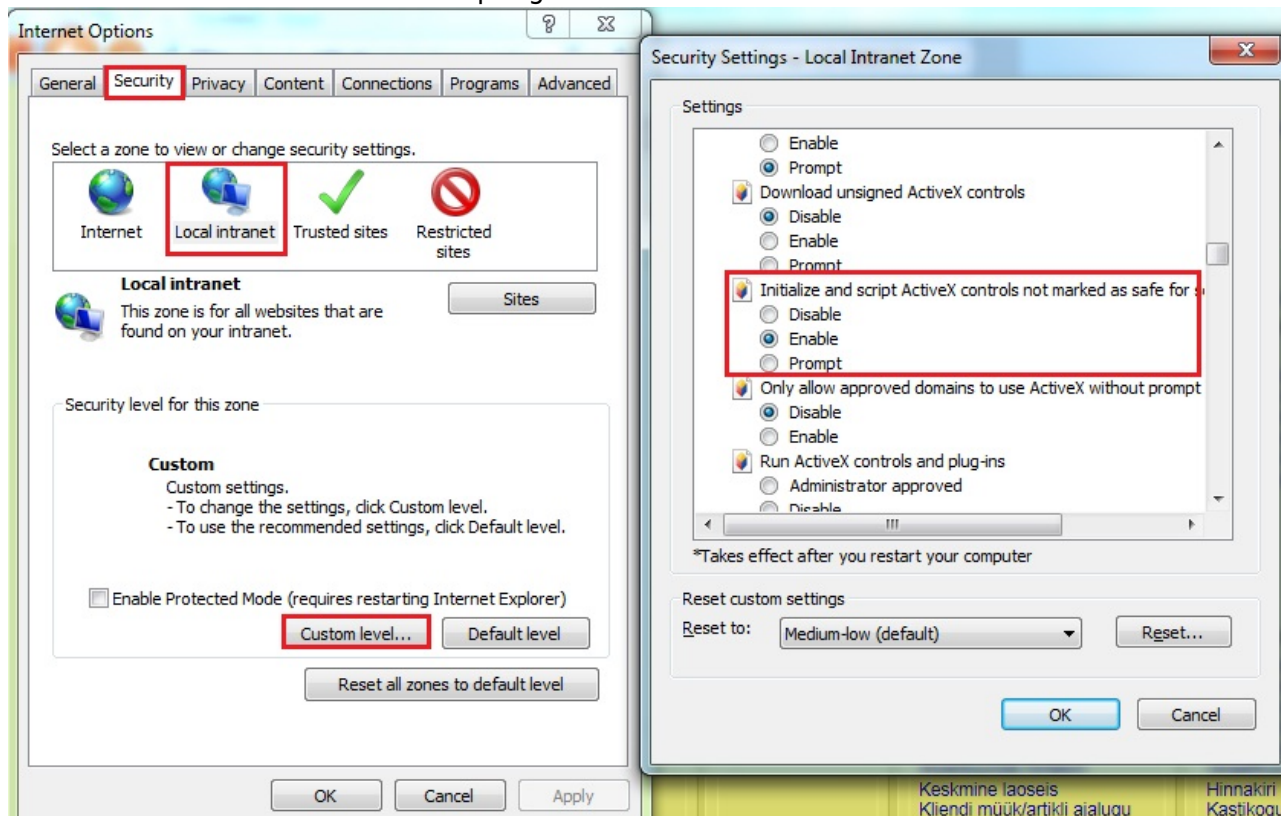 Internet Options
General Security Privacy Content Connections Programs Advanced
Select a zone to view or change security settings.
Internet Local intranet Trusted sites Restricted
sites
Local intranet
This zone is for all websites that are
found on your intranet.
Sites
Security level for this zone
Custom
Custom settings.
- To change the settings, click Custom level.
- To use the recommended settings, click Default level.
Enable Protected Mode (requires restarting Internet Explorer)
Custom level... Default level
Reset all zones to default level
OK Cancel Apply
Security Settings - Local Intranet Zone
Settings
Enable
Prompt
Download unsigned ActiveX controls
Disable
Enable
Prompt
Initialize and script ActiveX controls not marked as safe for
Disable
Enable
Prompt
Only allow approved domains to use ActiveX without prompt
Disable
Enable
Run ActiveX controls and plug-ins
Administrator approved
Disable
*Takes effect after you restart your computer
Reset custom settings
Reset to: Medium-low (default) Reset...
OK Cancel
Keskmine laoseis Hinnakiri
Kliendi müük/artikli ajalugu